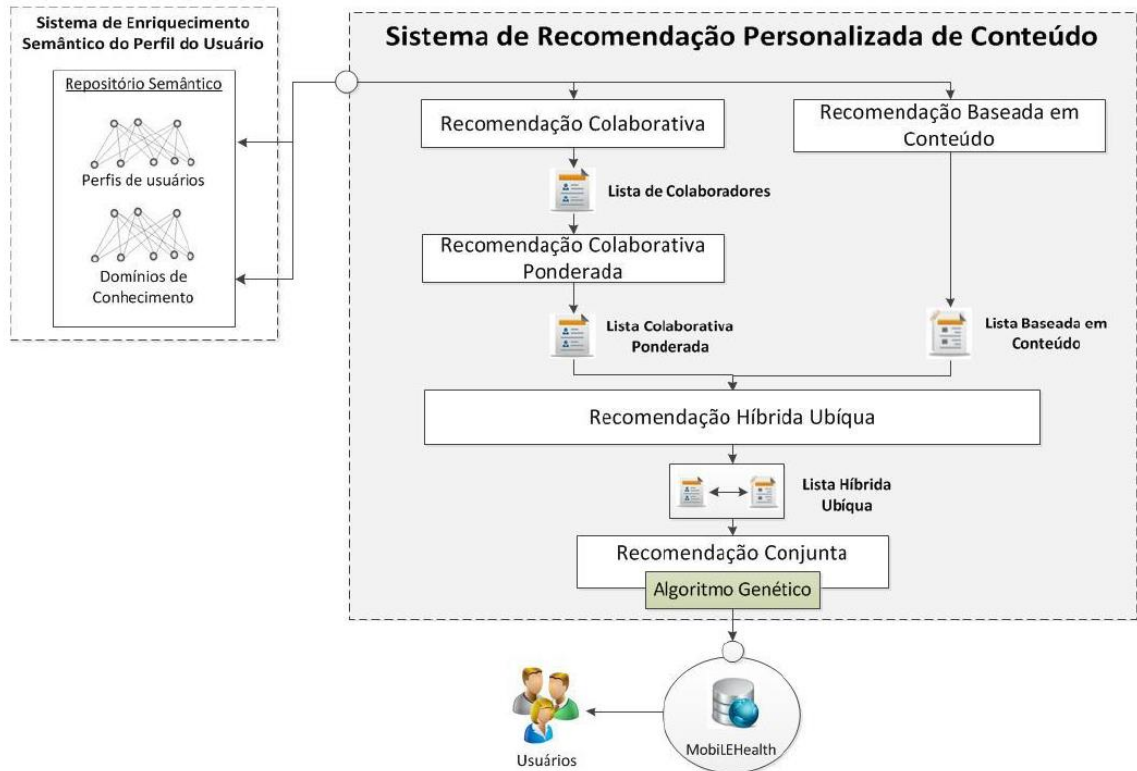 Sistema de Enriquecimento
Semântico do Perfil do Usuário
Repositório Semântico
Perfis de usuários
Domínios de
Conhecimento
Sistema de Recomendação Personalizada de Conteúdo
Recomendação Colaborativa
Recomendação Baseada em
Conteúdo
Lista de Colaboradores
Recomendação Colaborativa
Ponderada
Lista Colaborativa
Ponderada
Lista Baseada em
Conteúdo
Recomendação Híbrida Ubíqua
Lista Híbrida
Ubíqua
Recomendação Conjunta
Algoritmo Genético
MobiLEHealth
Usuários